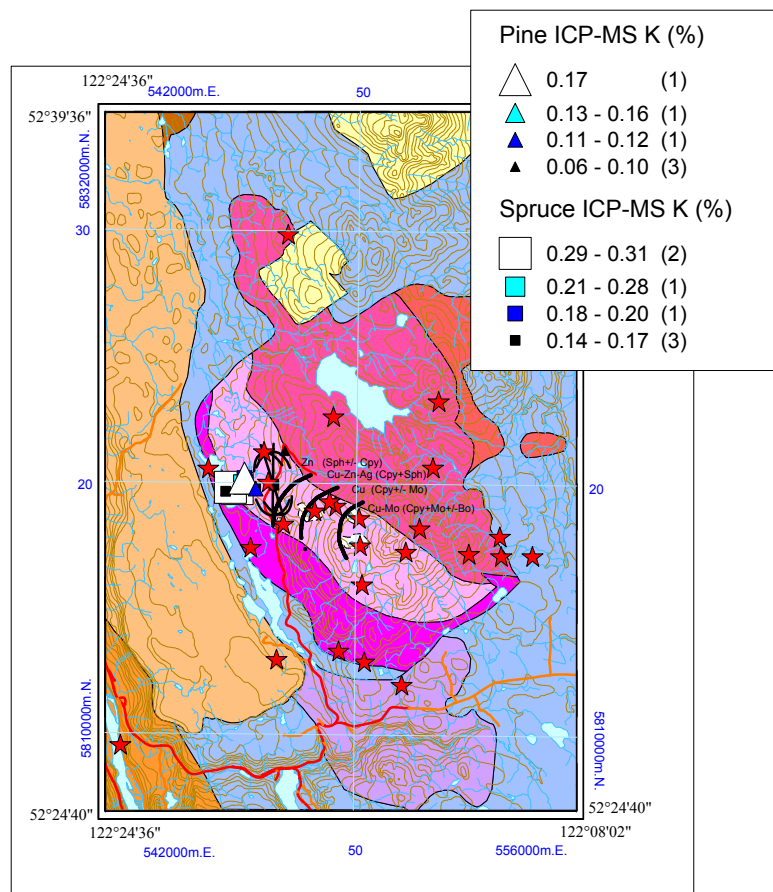 Pine ICP-MS K (%)
0.17 (1)
0.13 - 0.16 (1)
0.11 - 0.12 (1)
0.06 - 0.10 (3)
Spruce ICP-MS K (%)
0.29 - 0.31 (2)
0.21 - 0.28 (1)
0.18 - 0.20 (1)
0.14 - 0.17 (3)
122°24'36"
542000m.E.
50
52°39'36"
5832000m.N.
30
20
20
Zn (Sph+/- Cpy)
Cu-Zn-Ag (Cpy+Sph)
Cu (Cpy+/- Mo)
Cu-Mo (Cpy+Mo+/-Bo)
5810000m.N.
5810000m.N.
52°24'40"
52°24'40"
122°24'36"
122°08'02"
542000m.E.
50
556000m.E.